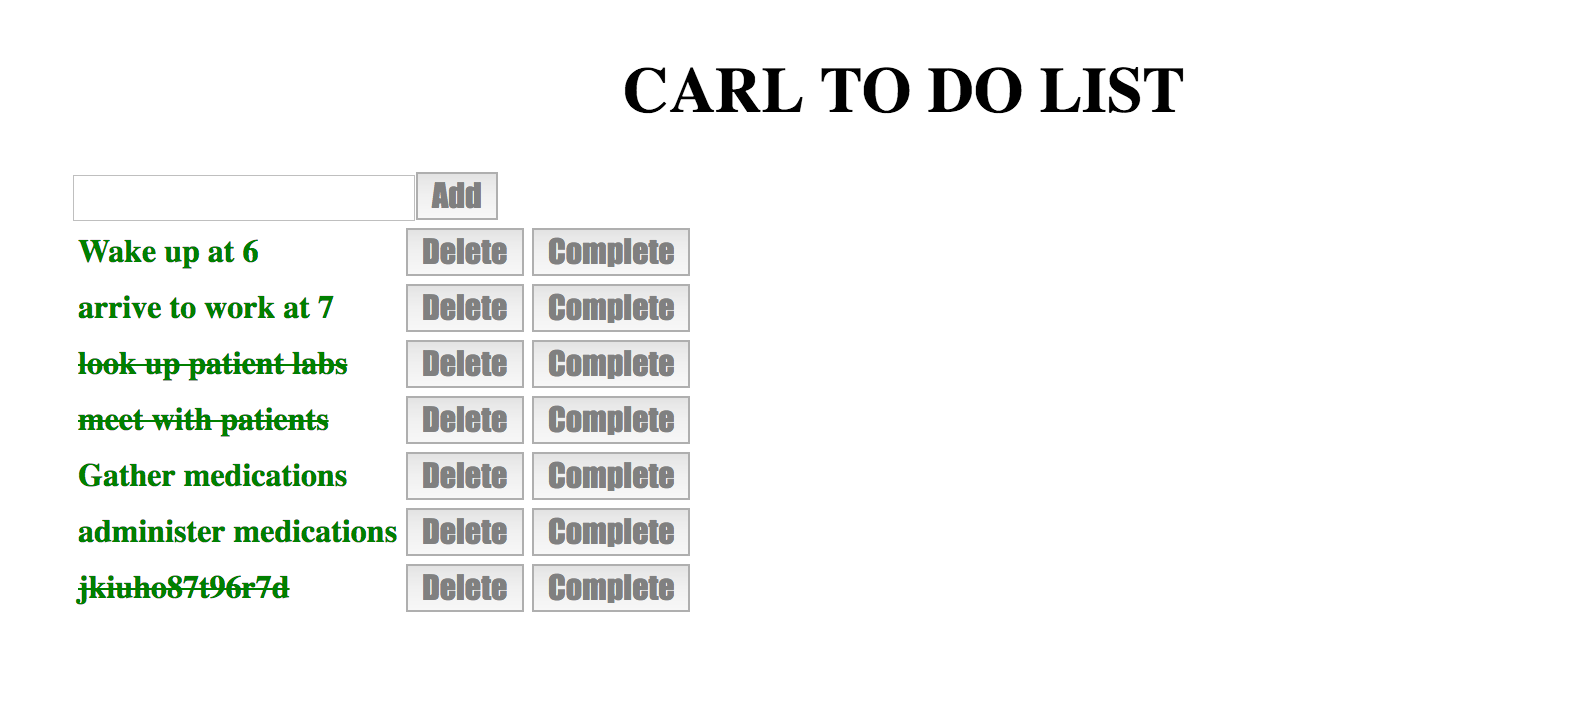 CARL TO DO LIST
Add
Wake up at 6 Delete Complete
arrive to work at 7 Delete Complete
look up patient labs Delete Complete
meet with patients Delete Complete
Gather medications Delete Complete
administer medications Delete Complete
jkiuho87t96r7d Delete Complete